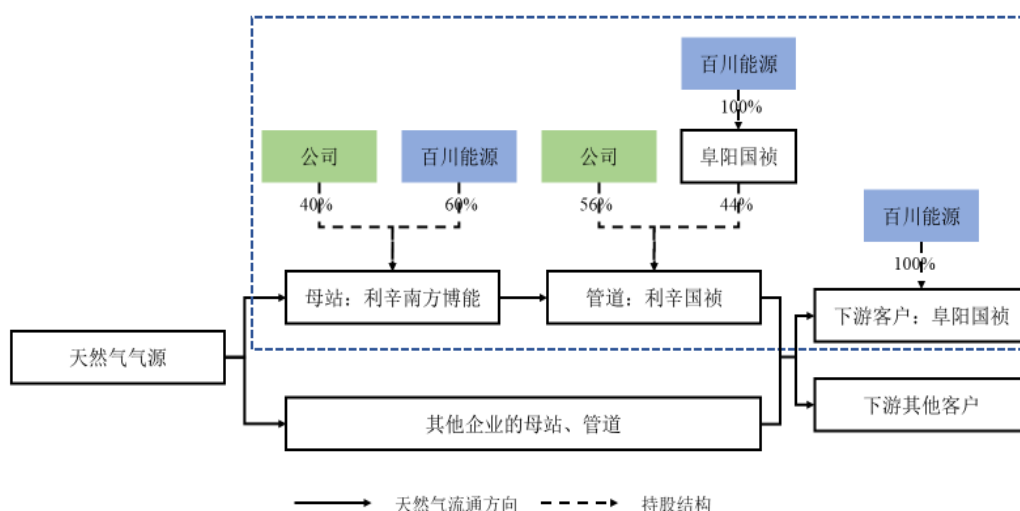 百川能源
100%
公司
百川能源
公司
阜阳国祯
40%
60%
56%
44%
百川能源
100%
母站：利辛南方博能
管道：利辛国祯
下游客户：阜阳国祯
天然气气源
下游其他客户
其他企业的母站、管道
天然气流通方向
持股结构